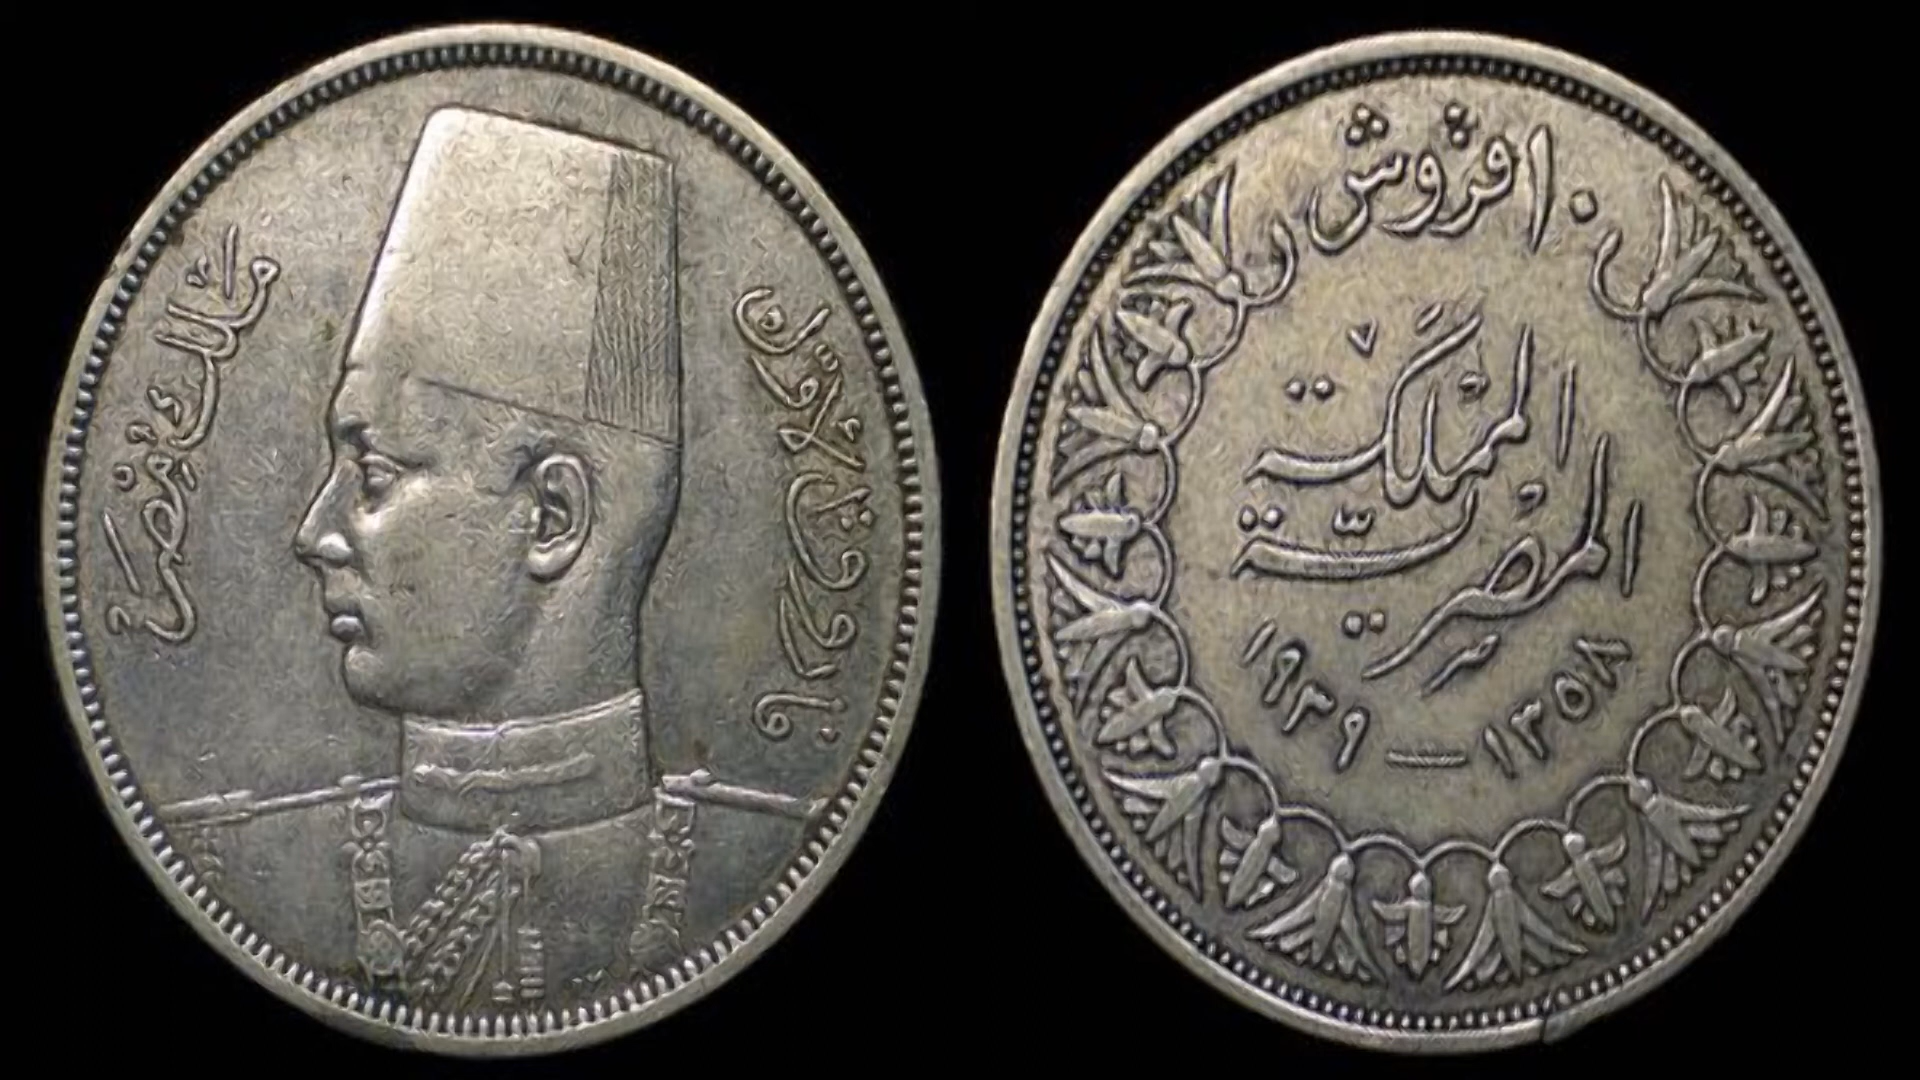 فاروق الأول
ملك مصر
١٠ قروش
المملكة
المصرية
١٩٣٩ — ١٣٥٨